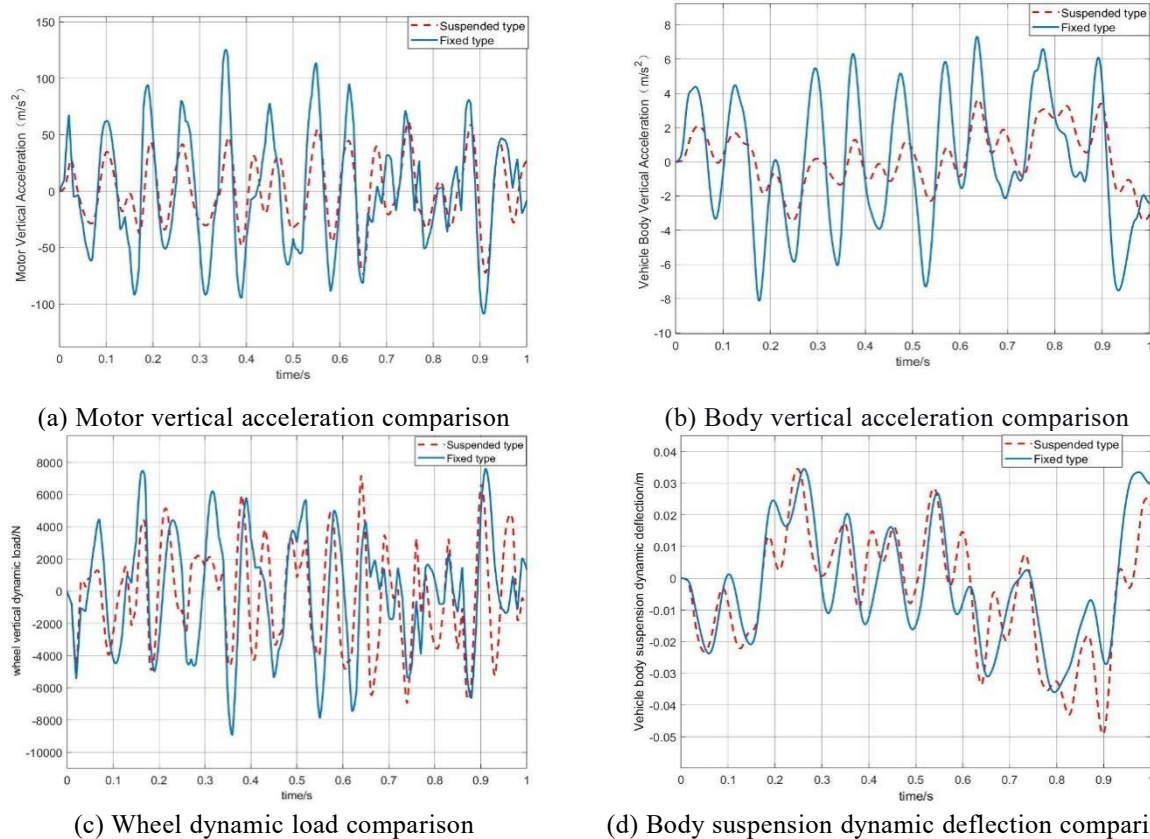 Suspended type
Fixed type
Motor Vertical Acceleration（m/s²）
150
100
50
0
-50
-100
0 0.1 0.2 0.3 0.4 0.5 0.6 0.7 0.8 0.9 1
time/s
(a) Motor vertical acceleration comparison
Suspended type
Fixed type
Vehicle Body Vertical Acceleration（m/s²）
8
6
4
2
0
-2
-4
-6
-8
-10
0 0.1 0.2 0.3 0.4 0.5 0.6 0.7 0.8 0.9 1
time/s
(b) Body vertical acceleration comparison
Suspended type
Fixed type
wheel vertical dynamic load/N
8000
6000
4000
2000
0
-2000
-4000
-6000
-8000
-10000
0 0.1 0.2 0.3 0.4 0.5 0.6 0.7 0.8 0.9 1
time/s
(c) Wheel dynamic load comparison
Suspended type
Fixed type
Vehicle body suspension dynamic deflection/m
0.04
0.03
0.02
0.01
0
-0.01
-0.02
-0.03
-0.04
-0.05
0 0.1 0.2 0.3 0.4 0.5 0.6 0.7 0.8 0.9 1
time/s
(d) Body suspension dynamic deflection compari